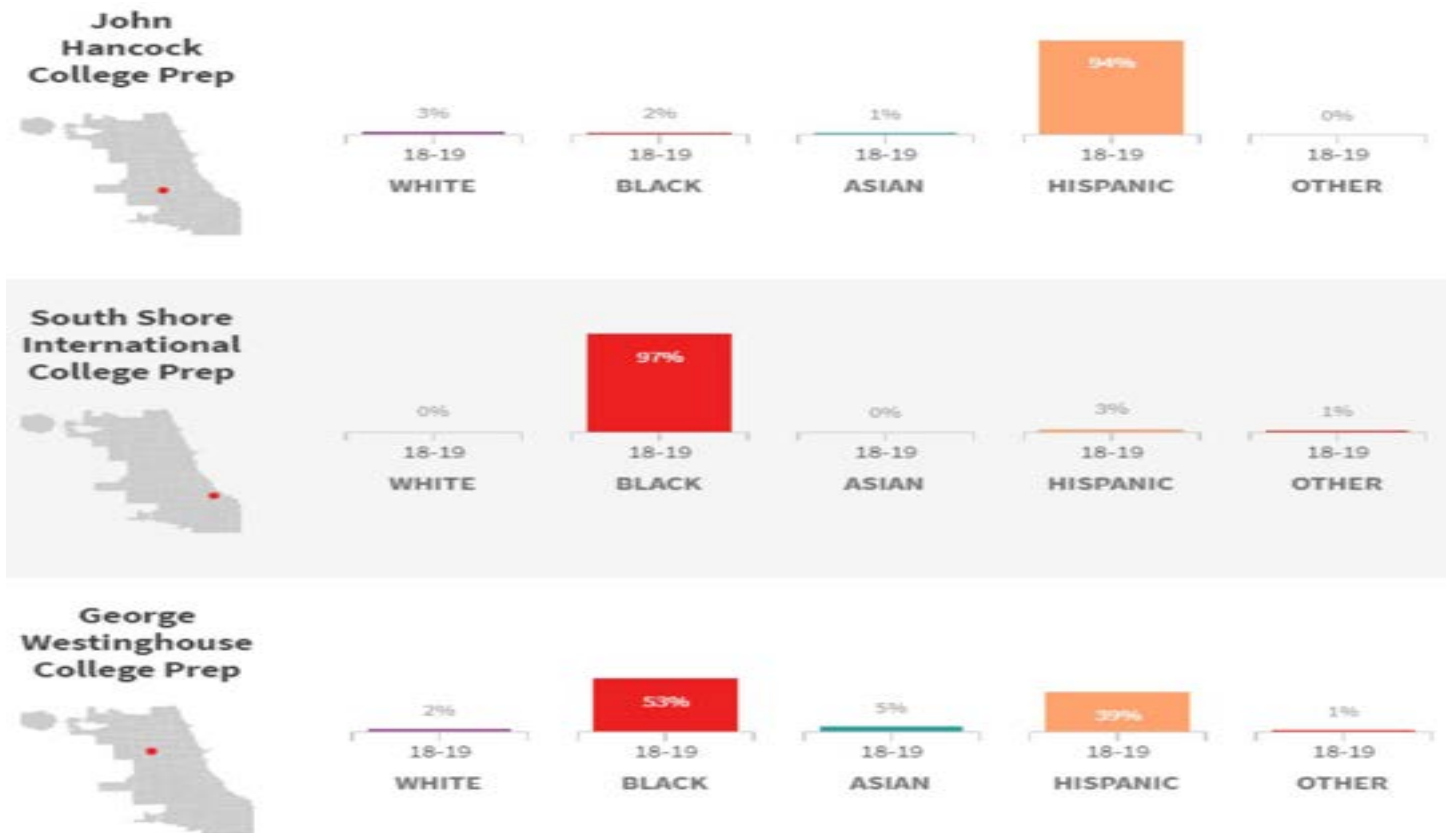 John
Hancock
College Prep
3% 2% 1% 94% 0%
18-19 18-19 18-19 18-19 18-19
WHITE BLACK ASIAN HISPANIC OTHER
South Shore
International
College Prep
0% 97% 0% 3% 1%
18-19 18-19 18-19 18-19 18-19
WHITE BLACK ASIAN HISPANIC OTHER
George
Westinghouse
College Prep
2% 53% 5% 39% 1%
18-19 18-19 18-19 18-19 18-19
WHITE BLACK ASIAN HISPANIC OTHER